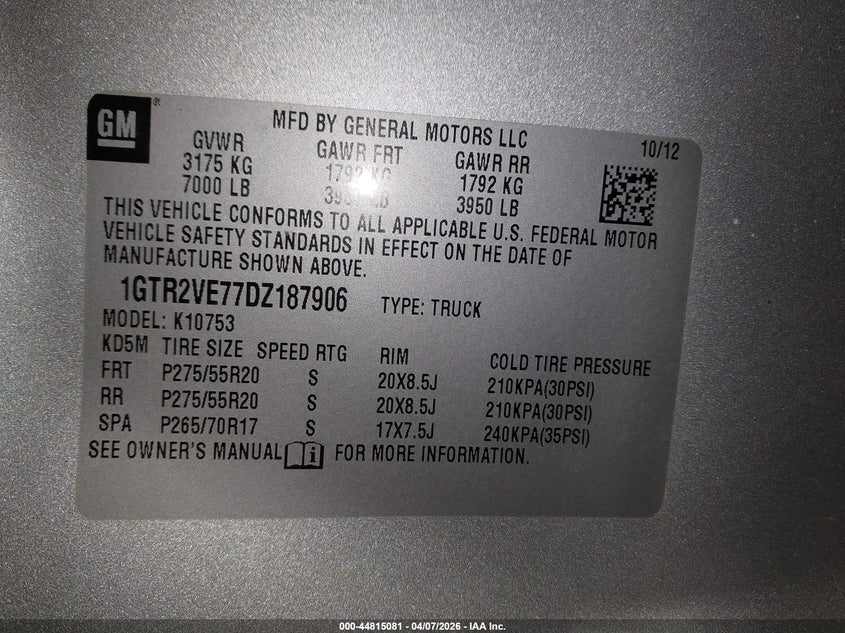 GM
MFD BY GENERAL MOTORS LLC 10/12
GVWR GAWR FRT GAWR RR
3175 KG 1792 KG 1792 KG
7000 LB LB 3950 LB
THIS VEHICLE CONFORMS TO ALL APPLICABLE U.S. FEDERAL MOTOR
VEHICLE SAFETY STANDARDS IN EFFECT ON THE DATE OF
MANUFACTURE SHOWN ABOVE.
1GTR2VE77DZ187906 TYPE: TRUCK
MODEL: K10753
KD5M TIRE SIZE SPEED RTG RIM COLD TIRE PRESSURE
FRT P275/55R20 S 20X8.5J 210KPA(30PSI)
RR P275/55R20 S 20X8.5J 210KPA(30PSI)
SPA P265/70R17 S 17X7.5J 240KPA(35PSI)
SEE OWNER'S MANUAL i FOR MORE INFORMATION.
000-44815081 - 04/07/2026 - IAA Inc.